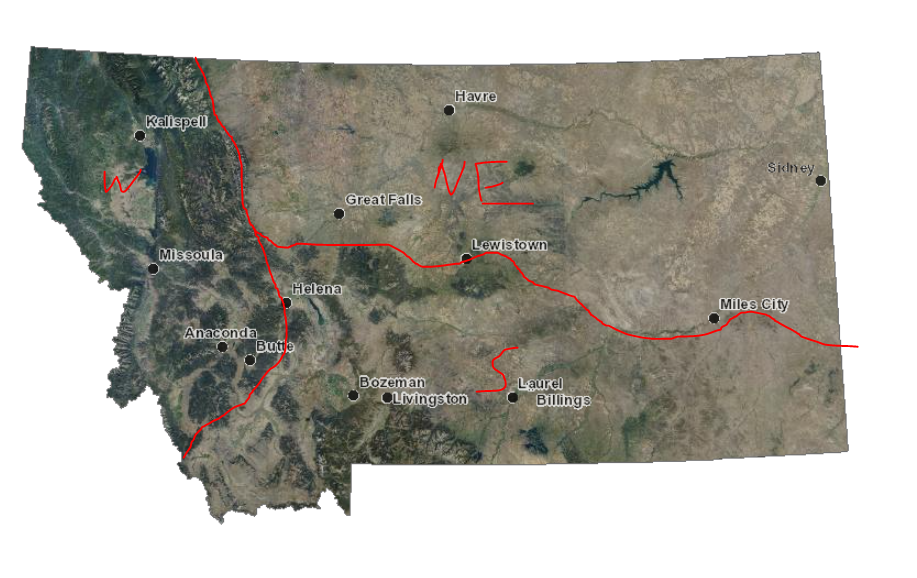 Havre
Kalispell
Sidney
W
NE
Great Falls
Lewistown
Missoula
Helena
Miles City
Anaconda
Butte
S
Bozeman
Laurel
Livingston
Billings